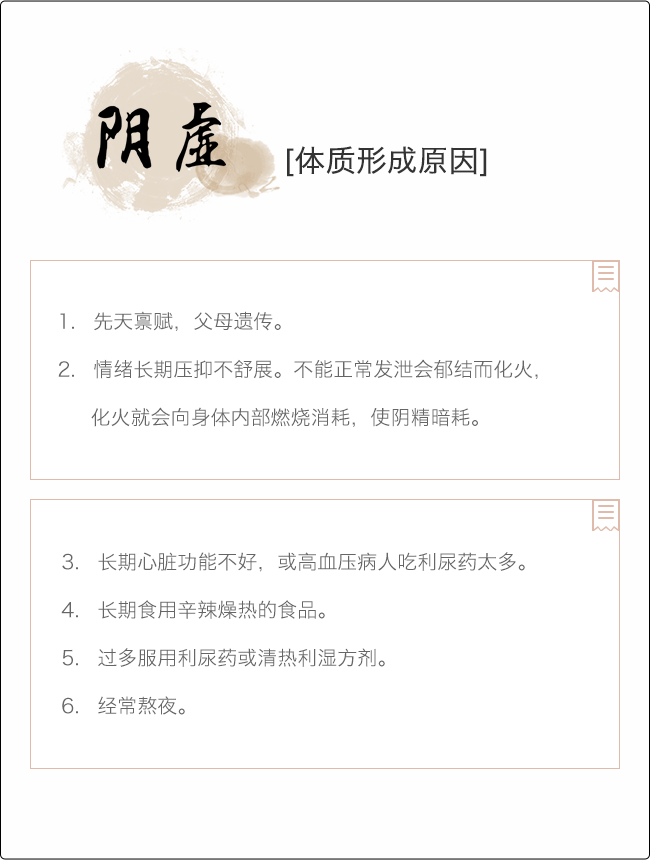 阴虚
[体质形成原因]
1. 先天禀赋，父母遗传。
2. 情绪长期压抑不舒展。不能正常发泄会郁结而化火，
化火就会向身体内部燃烧消耗，使阴精暗耗。
3. 长期心脏功能不好，或高血压病人吃利尿药太多。
4. 长期食用辛辣燥热的食品。
5. 过多服用利尿药或清热利湿方剂。
6. 经常熬夜。